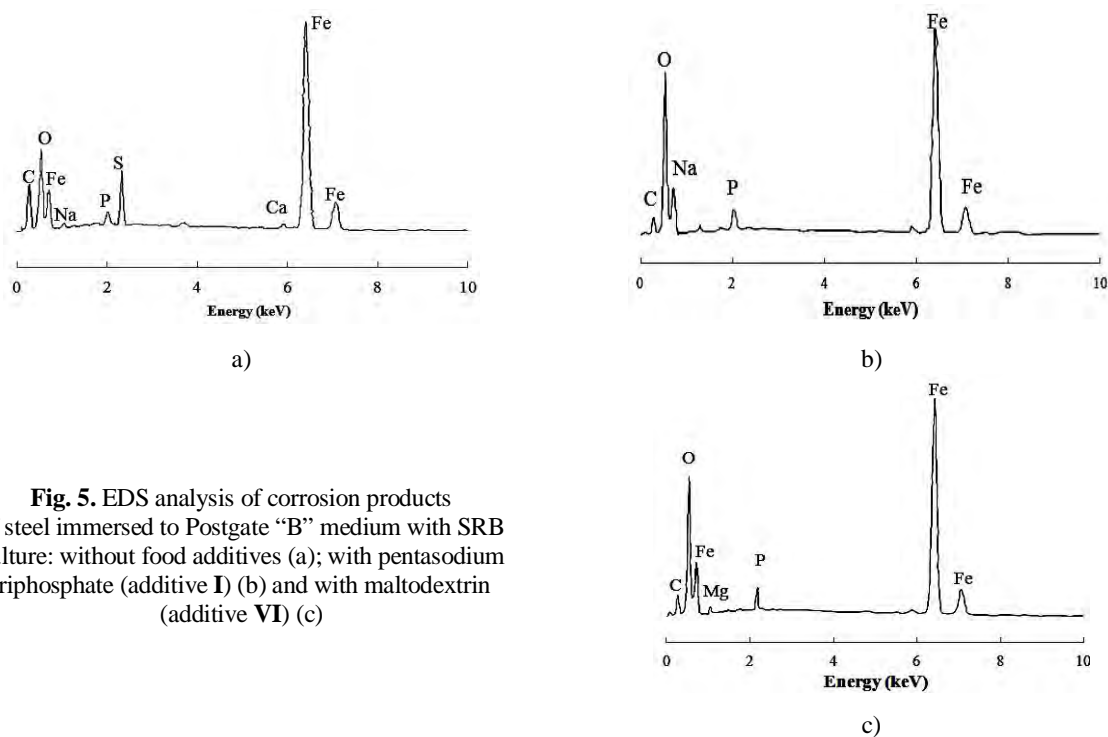 Fe
O
C
Fe
Na
P
S
Ca
Fe
0 2 4 6 8 10
Energy (keV)
a)
Fe
O
C
Na
P
Fe
0 2 4 6 8 10
Energy (keV)
b)
Fe
O
C
Fe
Mg
P
Fe
0 2 4 6 8 10
Energy (keV)
c)
Fig. 5. EDS analysis of corrosion products
steel immersed to Postgate “B” medium with SRB
lture: without food additives (a); with pentasodium
riphosphate (additive I) (b) and with maltodextrin
(additive VI) (c)